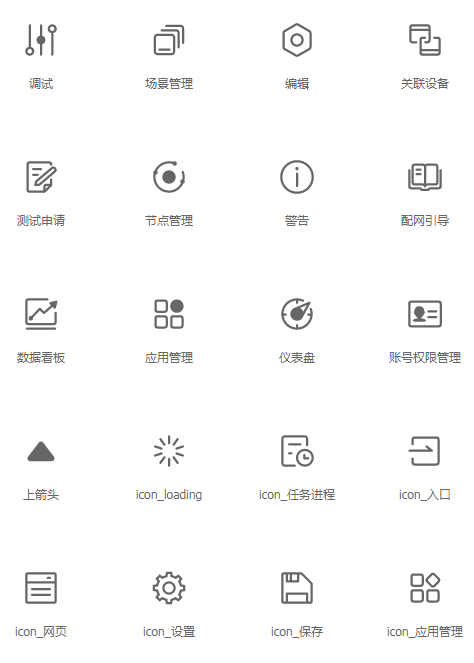 调试
场景管理
编辑
关联设备
测试申请
节点管理
警告
配网引导
数据看板
应用管理
仪表盘
账号权限管理
上箭头
icon_loading
icon_任务进程
icon_入口
icon_网页
icon_设置
icon_保存
icon_应用管理